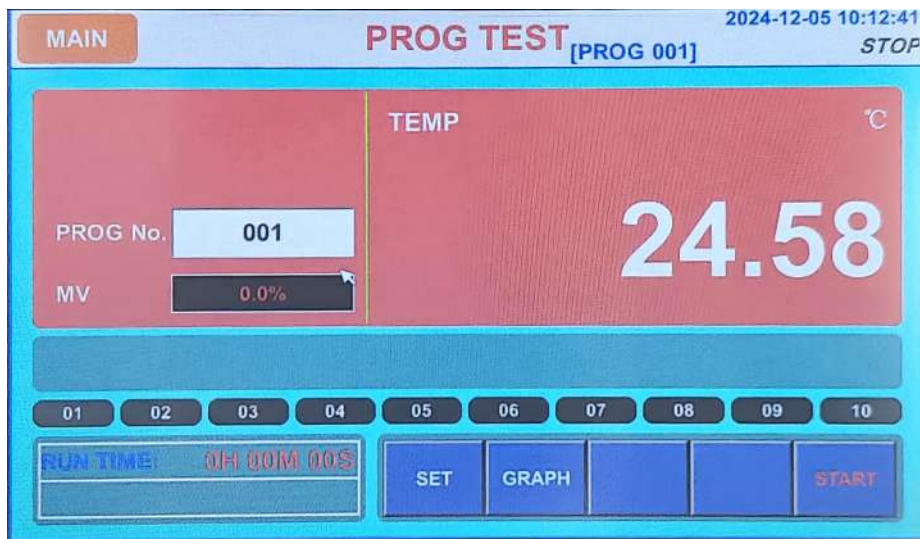 MAIN
PROG TEST
[PROG 001]
2024-12-05 10:12:41
STOP
TEMP
℃
PROG No. 001
24.58
MV 0.0%
01 02 03 04 05 06 07 08 09 10
RUN TIME: 0H 00M 00S
SET GRAPH START